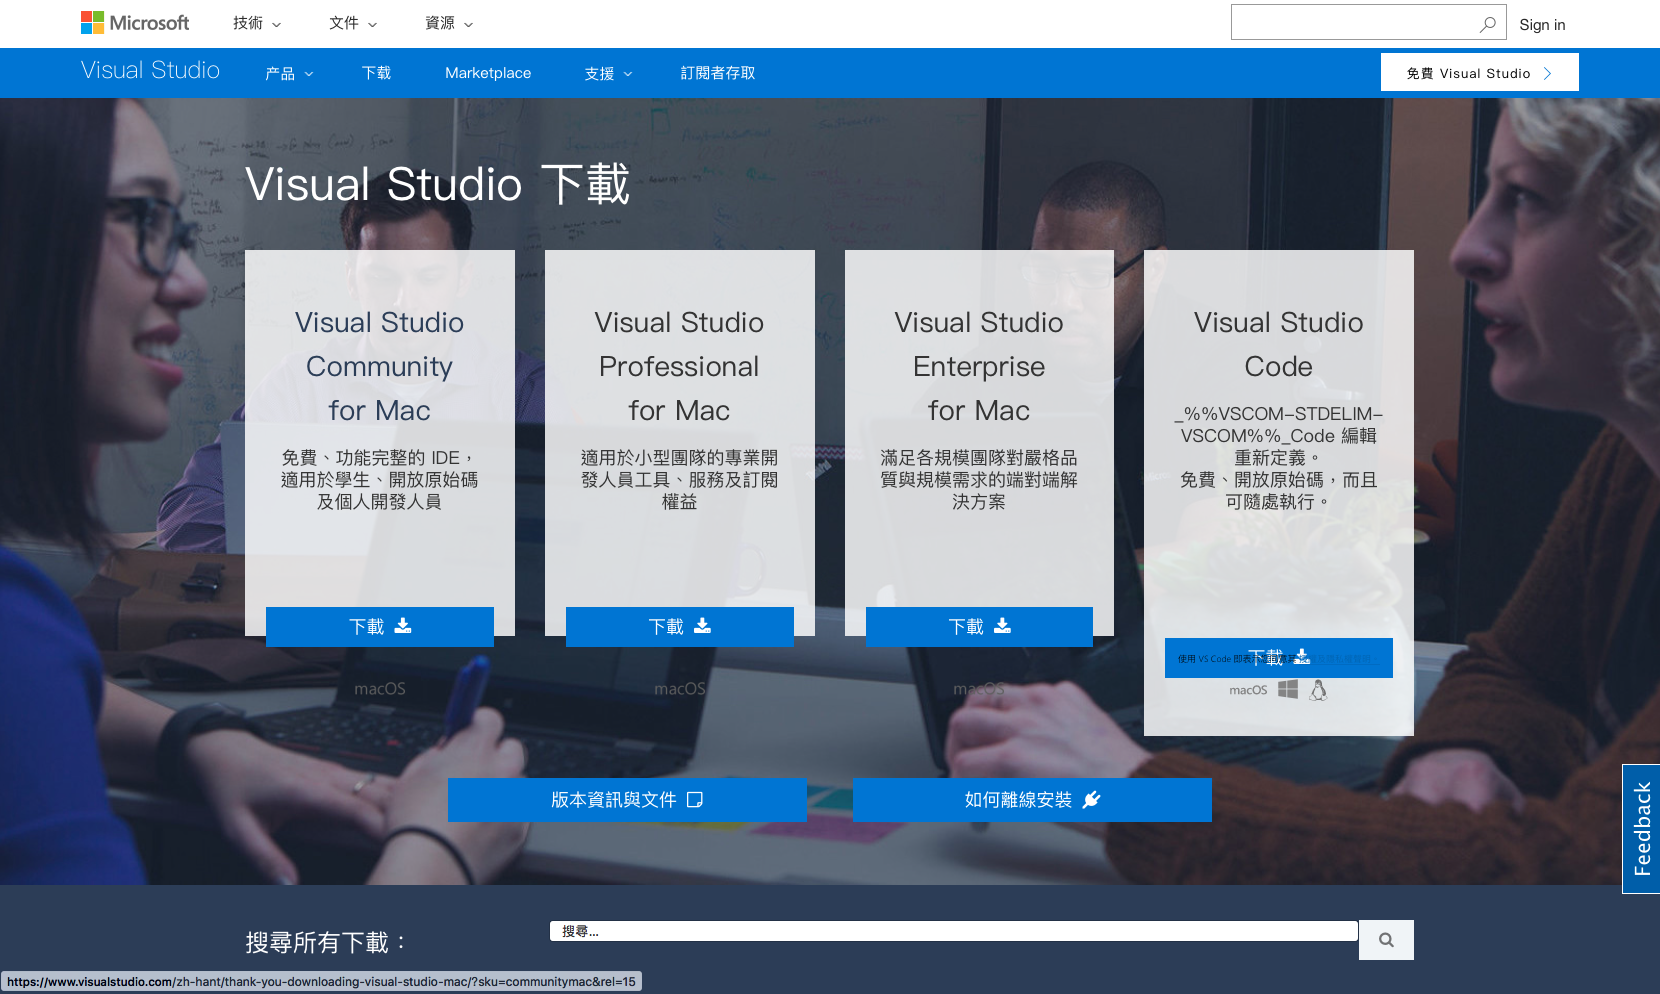 Microsoft
技術
文件
資源
Sign in
Visual Studio
产品
下載
Marketplace
支援
訂閱者存取
免費 Visual Studio
Visual Studio 下載
Visual Studio
Community
for Mac
免費、功能完整的 IDE，
適用於學生、開放原始碼
及個人開發人員
下載
macOS
Visual Studio
Professional
for Mac
適用於小型團隊的專業開
發人員工具、服務及訂閱
權益
下載
macOS
Visual Studio
Enterprise
for Mac
滿足各規模團隊對嚴格品
質與規模需求的端對端解
決方案
下載
macOS
Visual Studio
Code
_%%VSCOM-STDELIM-
VSCOM%%_Code 編輯
重新定義。
免費、開放原始碼，而且
可隨處執行。
下載
使用 VS Code 即表
macOS
版本資訊與文件
如何離線安裝
Feedback
搜尋所有下載：
搜尋...
https://www.visualstudio.com/zh-hant/thank-you-downloading-visual-studio-mac/?sku=communitymac&rel=15